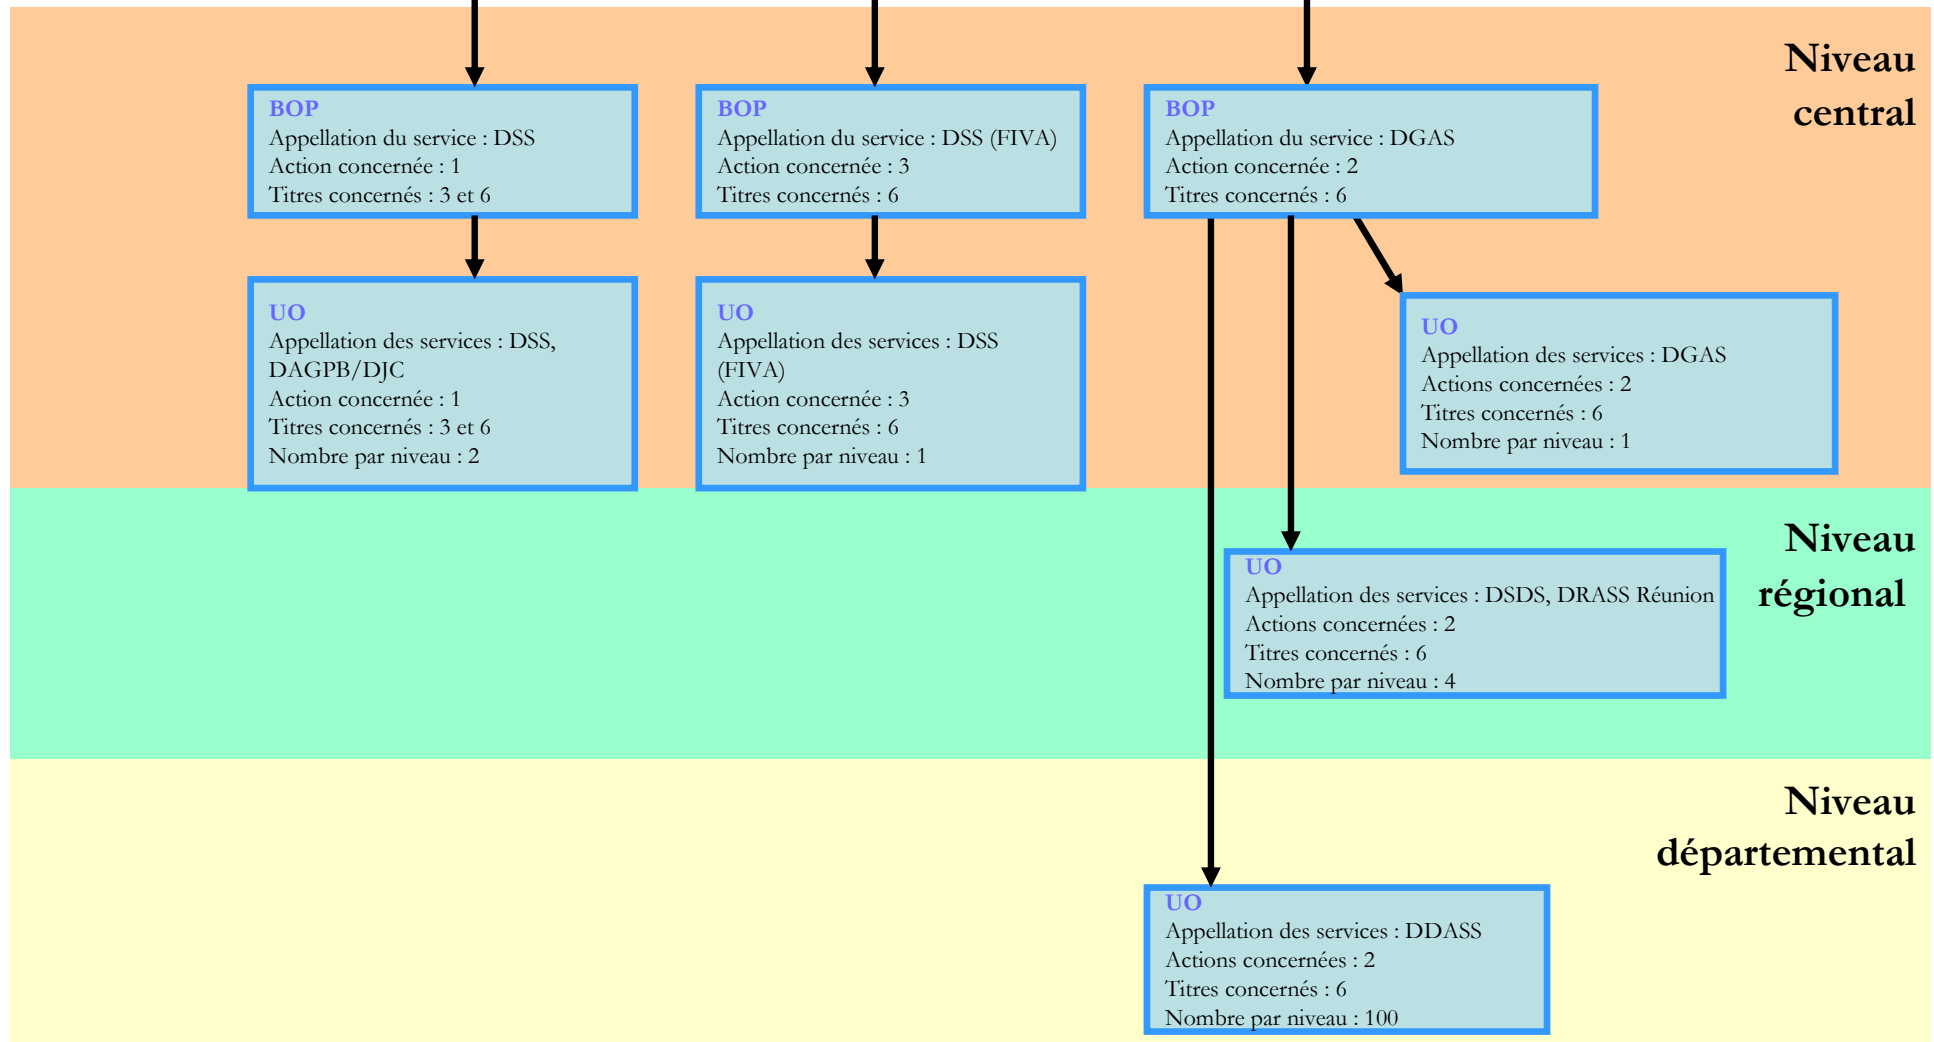 Niveau
central
BOP
Appellation du service : DSS
Action concernée : 1
Titres concernés : 3 et 6
BOP
Appellation du service : DSS (FIVA)
Action concernée : 3
Titres concernés : 6
BOP
Appellation du service : DGAS
Action concernée : 2
Titres concernés : 6
UO
Appellation des services : DSS,
DAGPB/DJC
Action concernée : 1
Titres concernés : 3 et 6
Nombre par niveau : 2
UO
Appellation des services : DSS
(FIVA)
Action concernée : 3
Titres concernés : 6
Nombre par niveau : 1
UO
Appellation des services : DGAS
Actions concernées : 2
Titres concernés : 6
Nombre par niveau : 1
Niveau
régional
UO
Appellation des services : DSDS, DRASS Réunion
Actions concernées : 2
Titres concernés : 6
Nombre par niveau : 4
Niveau
départemental
UO
Appellation des services : DDASS
Actions concernées : 2
Titres concernés : 6
Nombre par niveau : 100